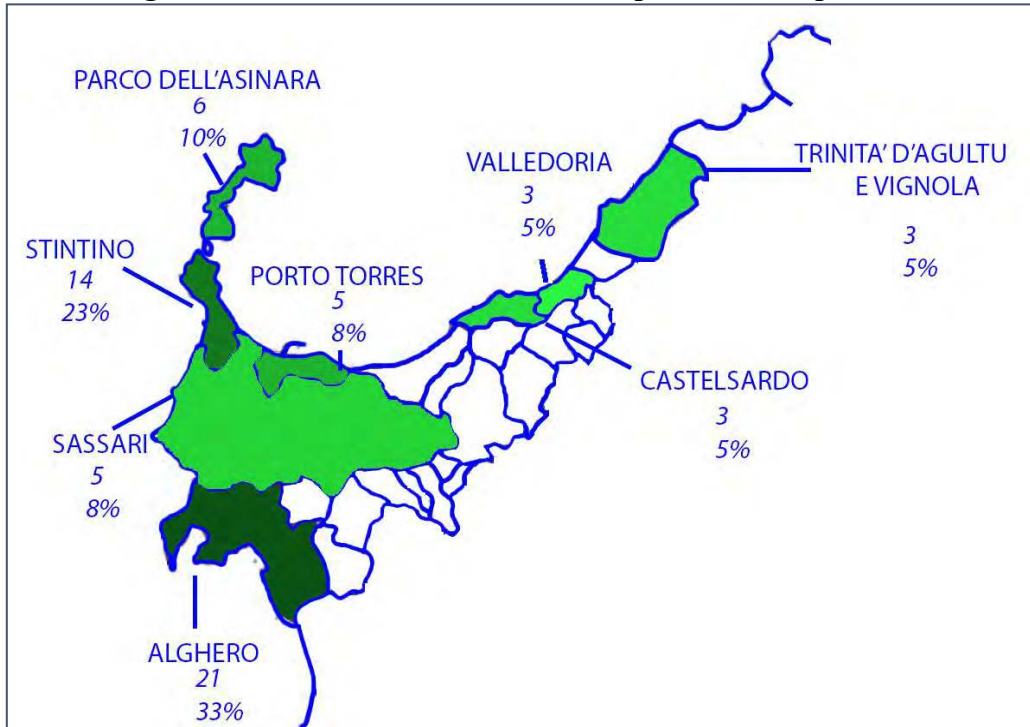 PARCO DELL'ASINARA
6
10%
VALLEDORIA
3
5%
TRINITA' D'AGULTU
E VIGNOLA
3
5%
STINTINO
14
23%
PORTO TORRES
5
8%
CASTELSARDO
3
5%
SASSARI
5
8%
ALGHERO
21
33%